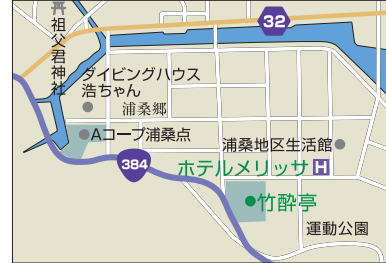 祖父君神社
32
ダイビングハウス
浩ちゃん
浦桑郷
Aコープ浦桑点
浦桑地区生活館
384
ホテルメリッサ H
竹酔亭
運動公園